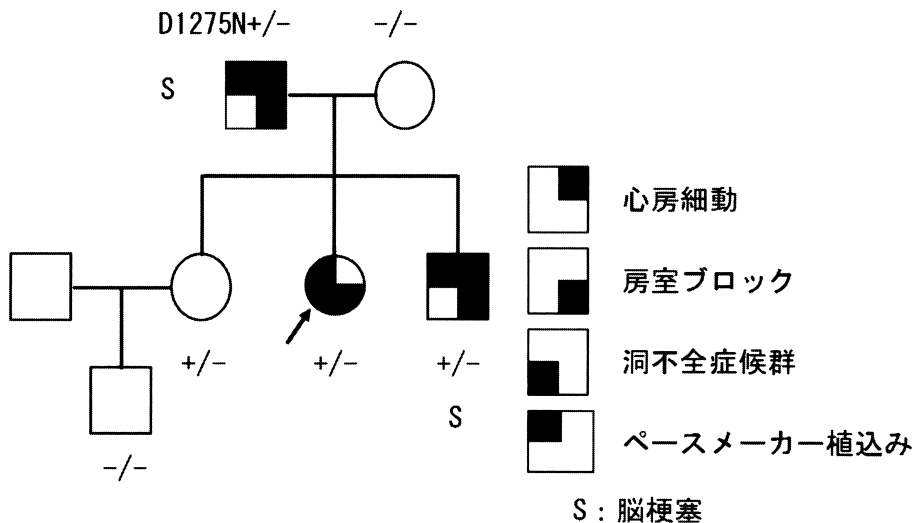 D1275N+/- -/-
S
心房細動
房室ブロック
洞不全症候群
ペースメーカー植込み
+/- +/- +/-
S
-/-
S:脳梗塞